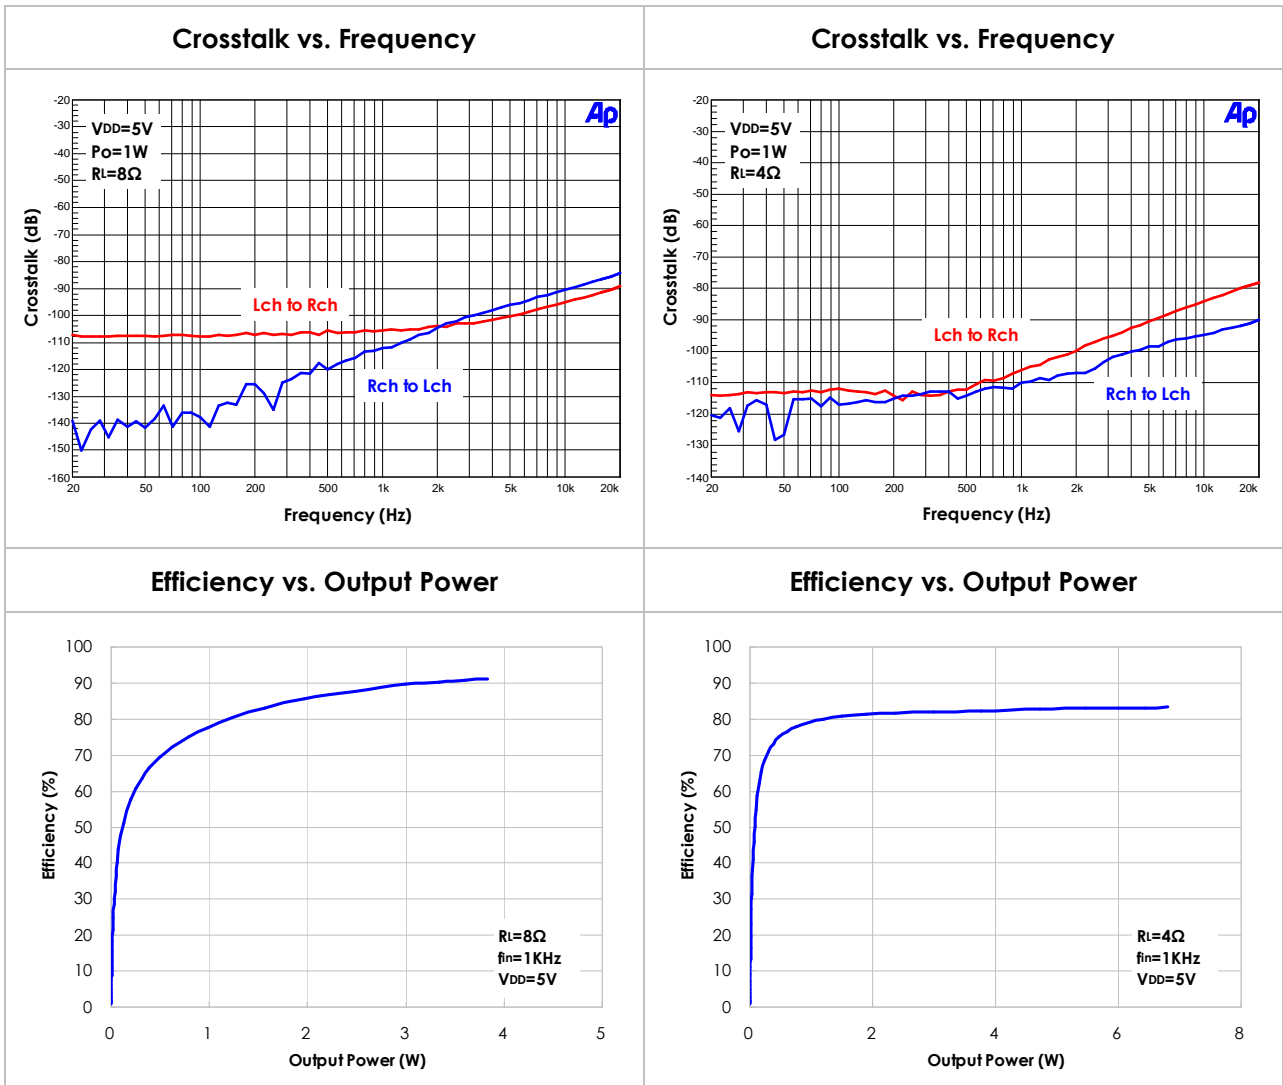 Crosstalk vs. Frequency
Crosstalk vs. Frequency
Ap
VDD=5V
Po=1W
RL=8Ω
-20
-30
-40
-50
-60
-70
-80
-90
-100
-110
-120
-130
-140
-150
-160
Crosstalk (dB)
Lch to Rch
Rch to Lch
20 50 100 200 500 1k 2k 5k 10k 20k
Frequency (Hz)
Ap
VDD=5V
Po=1W
RL=4Ω
-20
-30
-40
-50
-60
-70
-80
-90
-100
-110
-120
-130
-140
Crosstalk (dB)
Lch to Rch
Rch to Lch
20 50 100 200 500 1k 2k 5k 10k 20k
Frequency (Hz)
Efficiency vs. Output Power
Efficiency vs. Output Power
100
90
80
70
60
50
40
30
20
10
0
Efficiency (%)
RL=8Ω
fin=1KHz
VDD=5V
0 1 2 3 4 5
Output Power (W)
100
90
80
70
60
50
40
30
20
10
0
Efficiency (%)
RL=4Ω
fin=1KHz
VDD=5V
0 2 4 6 8
Output Power (W)